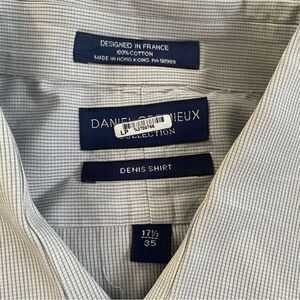 DESIGNED IN FRANCE
100% COTTON
MADE IN HONG KONG
DANIEL
COLLECTION
DENIS SHIRT
17½
35